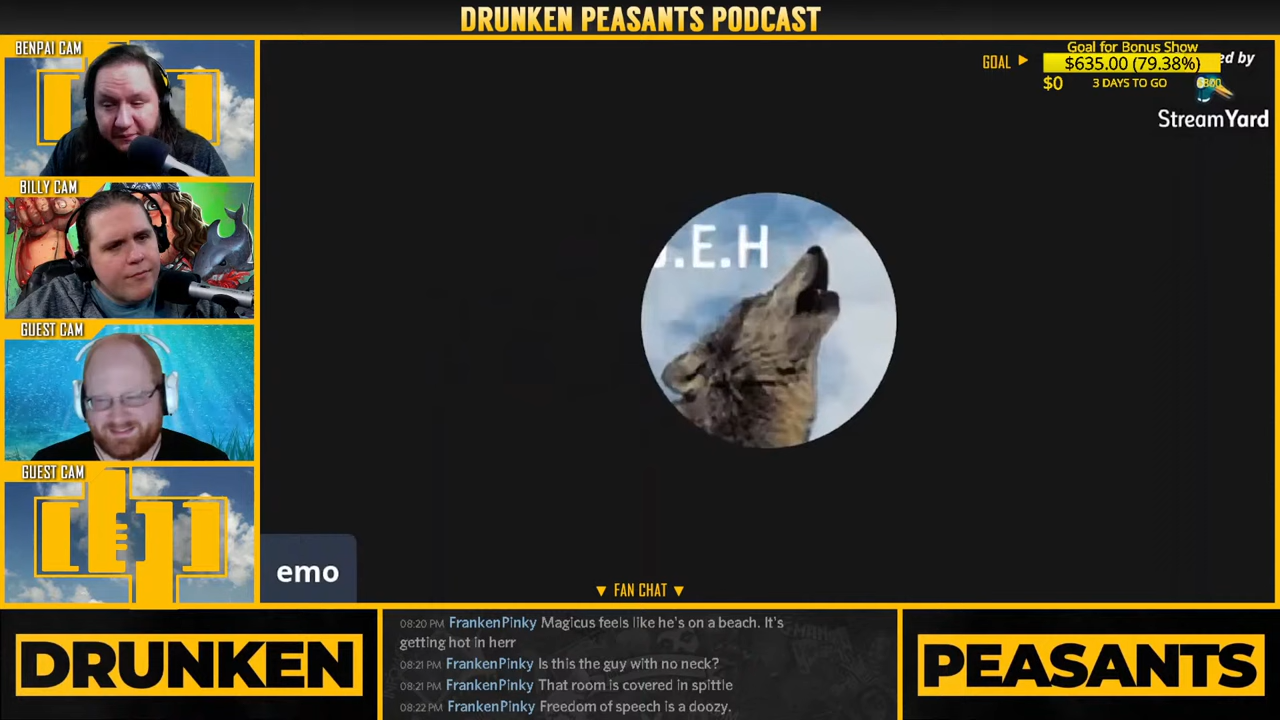 DRUNKEN PEASANTS PODCAST
BENPAI CAM
Goal for Bonus Show
GOAL
$635.00 (79.38%)
ed by
$0
3 DAYS TO GO
StreamYard
BILLY CAM
J.E.H
GUEST CAM
GUEST CAM
emo
▼ FAN CHAT ▼
08:20 PM FrankenPinky Magicus feels like he's on a beach. It's
getting hot in herr
08:21 PM FrankenPinky Is this the guy with no neck?
08:21 PM FrankenPinky That room is covered in spittle
08:22 PM FrankenPinky Freedom of speech is a doozy.
DRUNKEN
PEASANTS